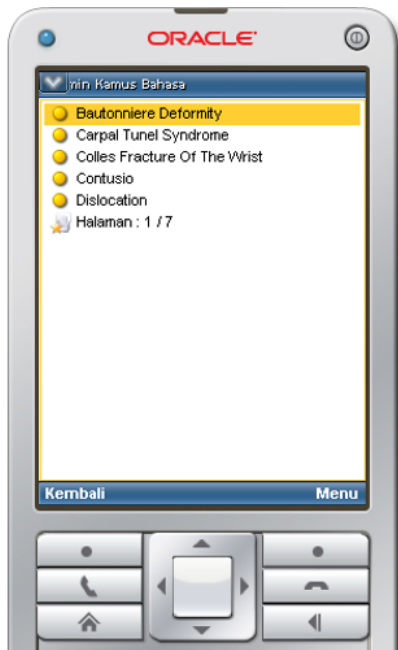 ORACLE
min Kamus Bahasa
Bautonniere Deformity
Carpal Tunel Syndrome
Colles Fracture Of The Wrist
Contusio
Dislocation
Halaman : 1 / 7
Kembali Menu